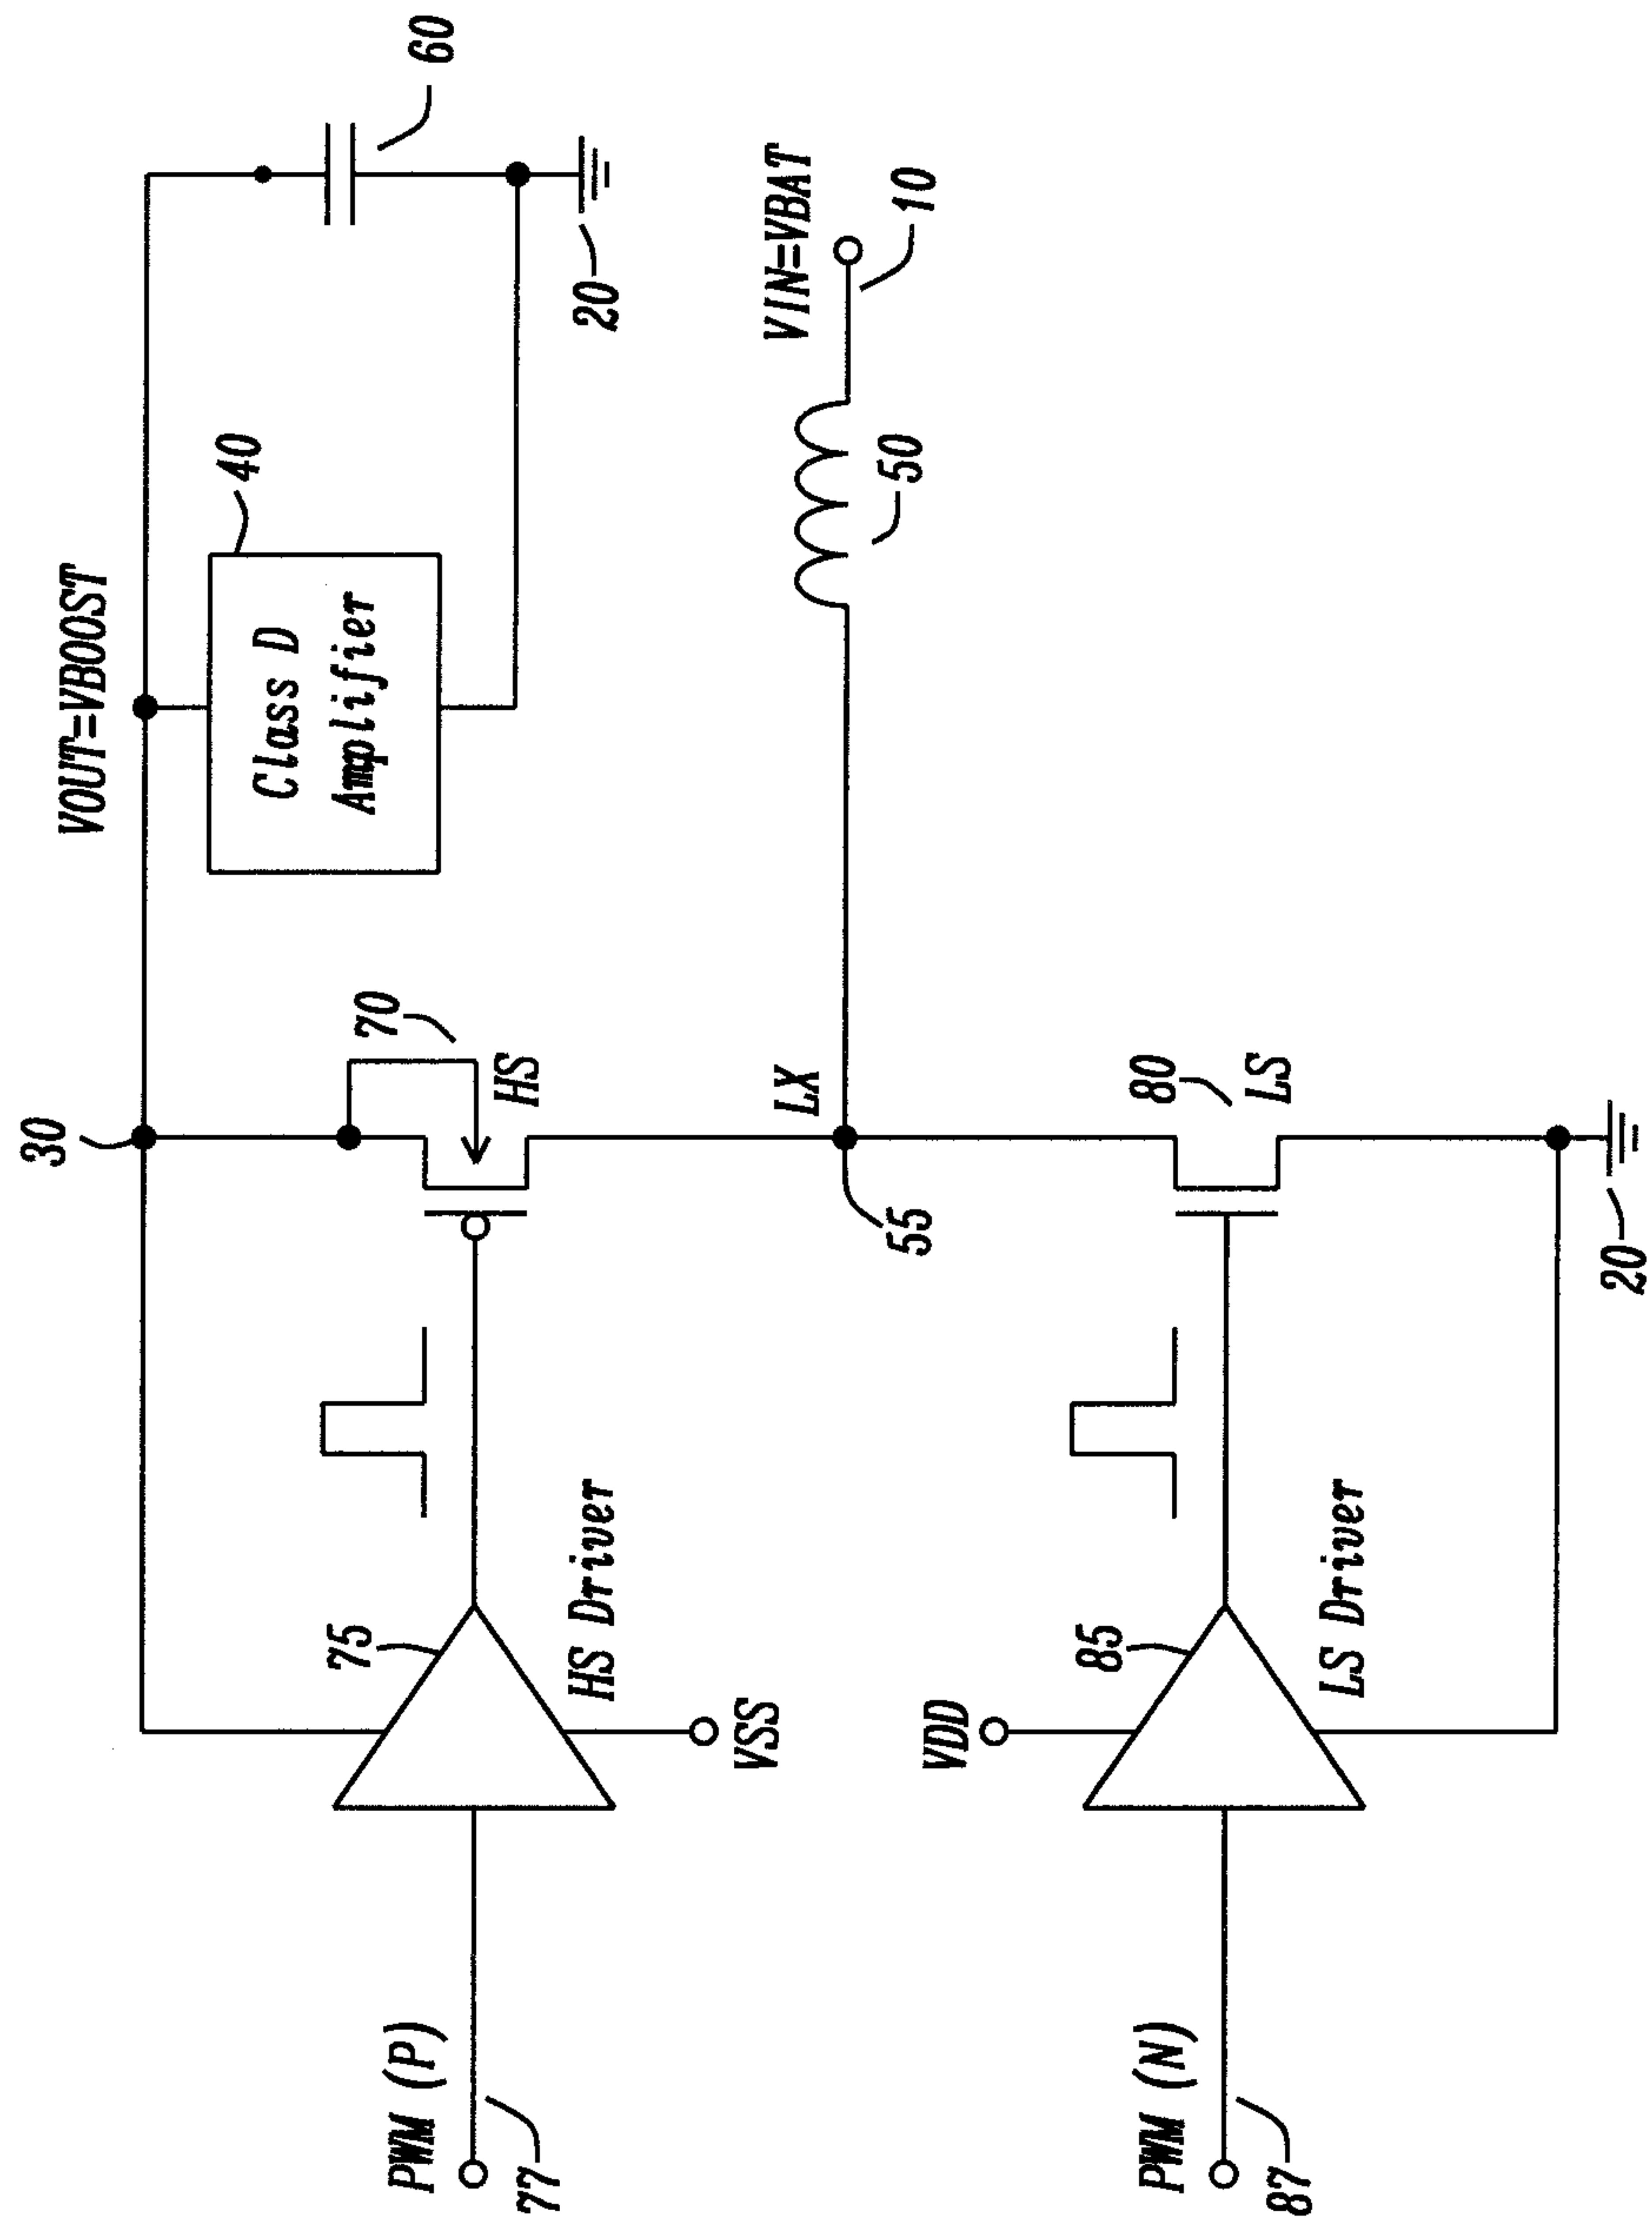 30
VOUT=VBOOST
60
40
Class D
Amplifier
70
HS
20
75
HS Driver
PWM (P)
77
VSS
LX
55
VIN=VBAT
10
50
VDD
80
LS
85
LS Driver
PWM (N)
87
20